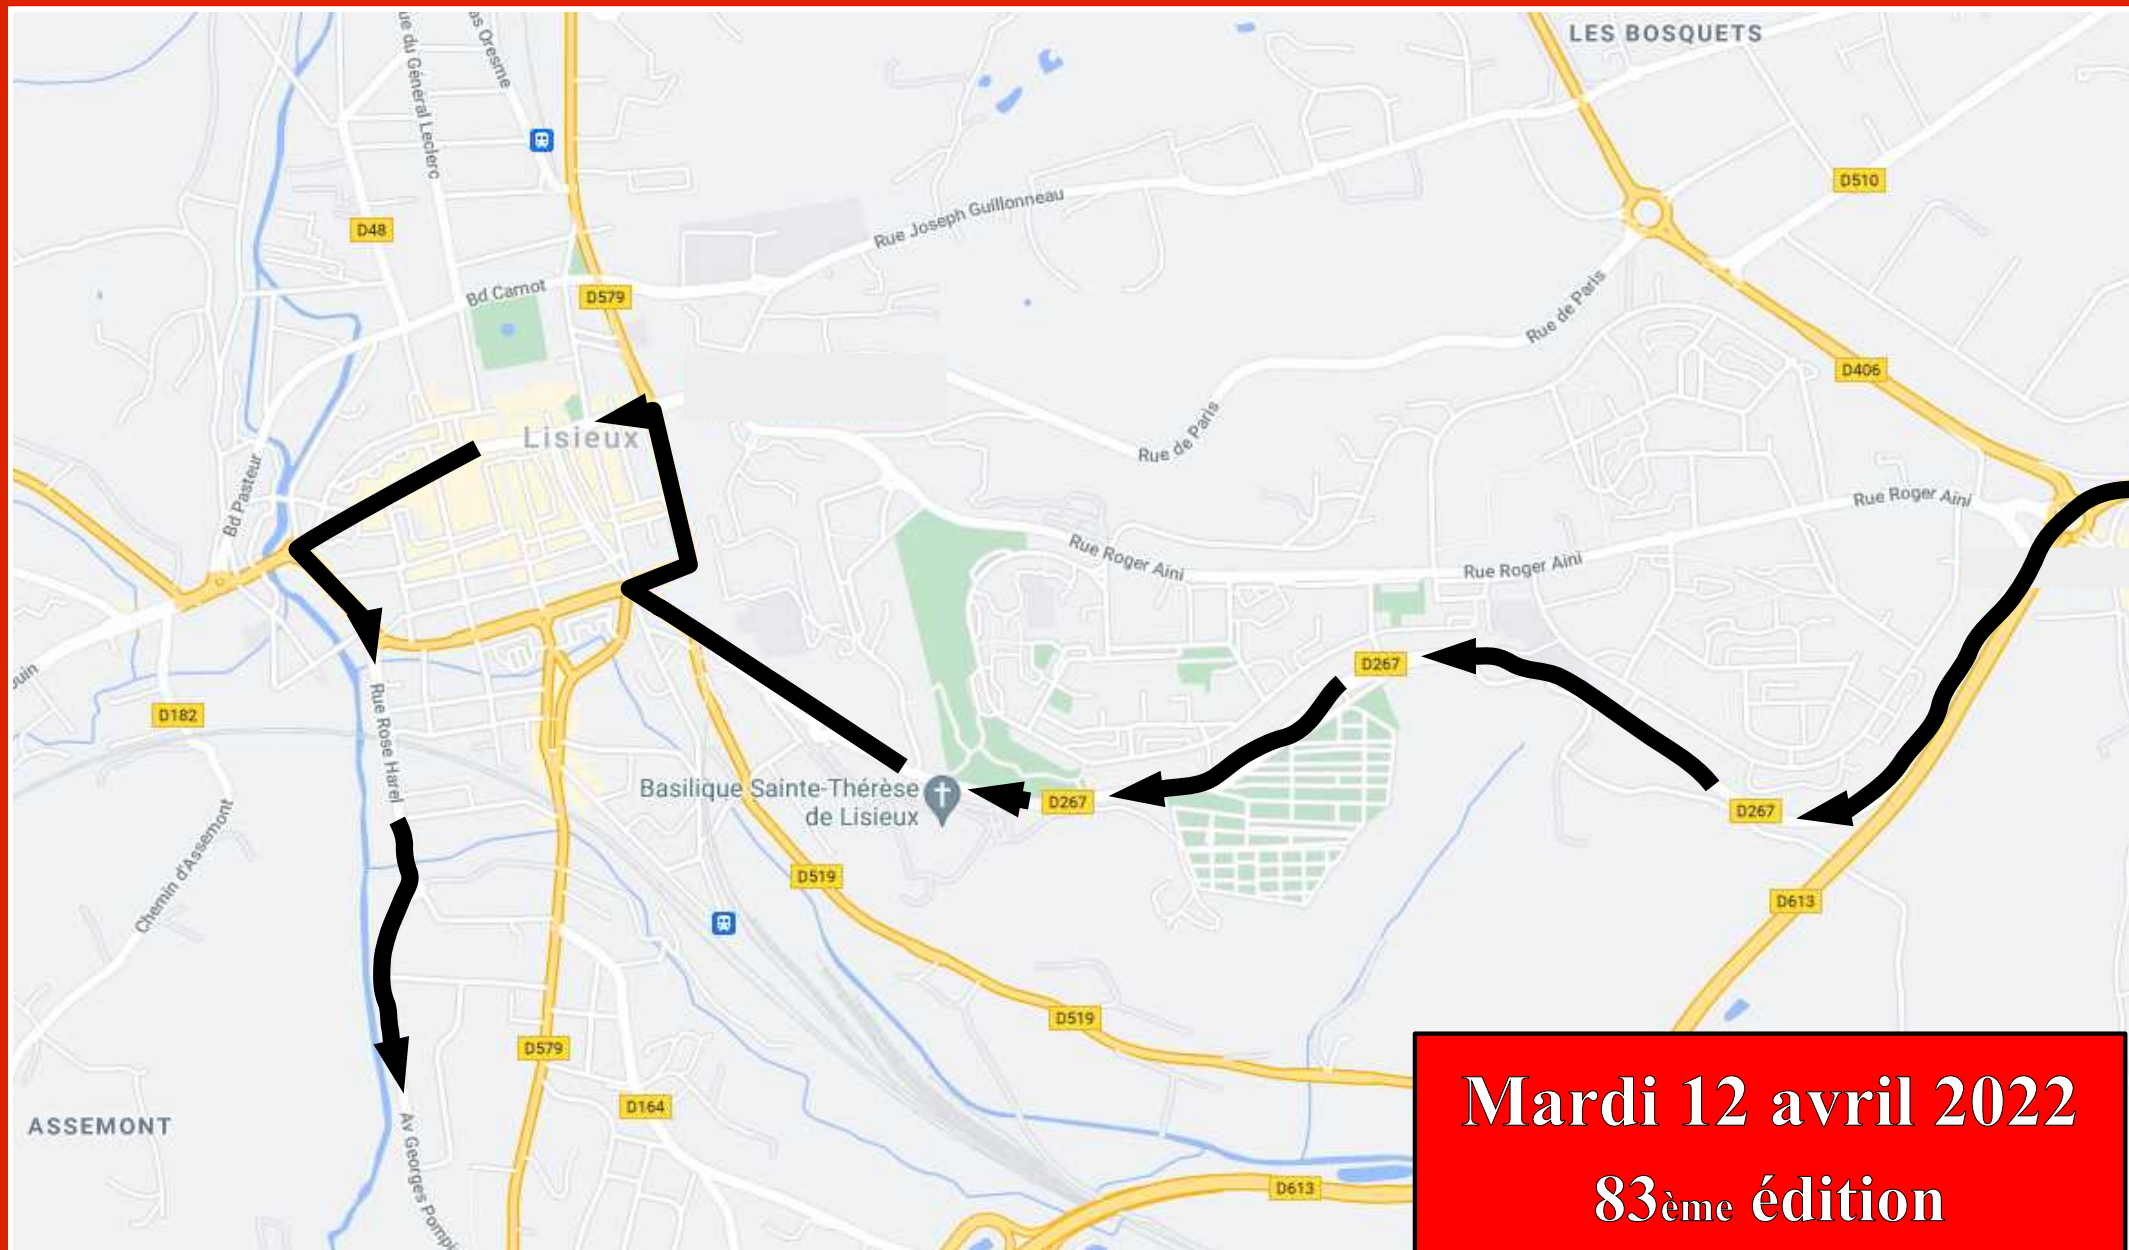 LES BOSQUETS
Rue du Général Leclerc
as Oresme
D510
Rue Joseph Guillonneau
D48
Bd Carnot
D579
Rue de Paris
D406
Lisieux
Rue de Paris
Bd Pasteur
Rue Roger Aini
Rue Roger Aini
Rue Roger Aini
D267
uin
D182
Rue Rose Harel
Basilique Sainte-Thérèse
de Lisieux
D267
D267
Chemin d'Assemont
D519
D613
D519
D579
D164
ASSEMONT
Av Georges Pompi
D613
Mardi 12 avril 2022
83ème édition